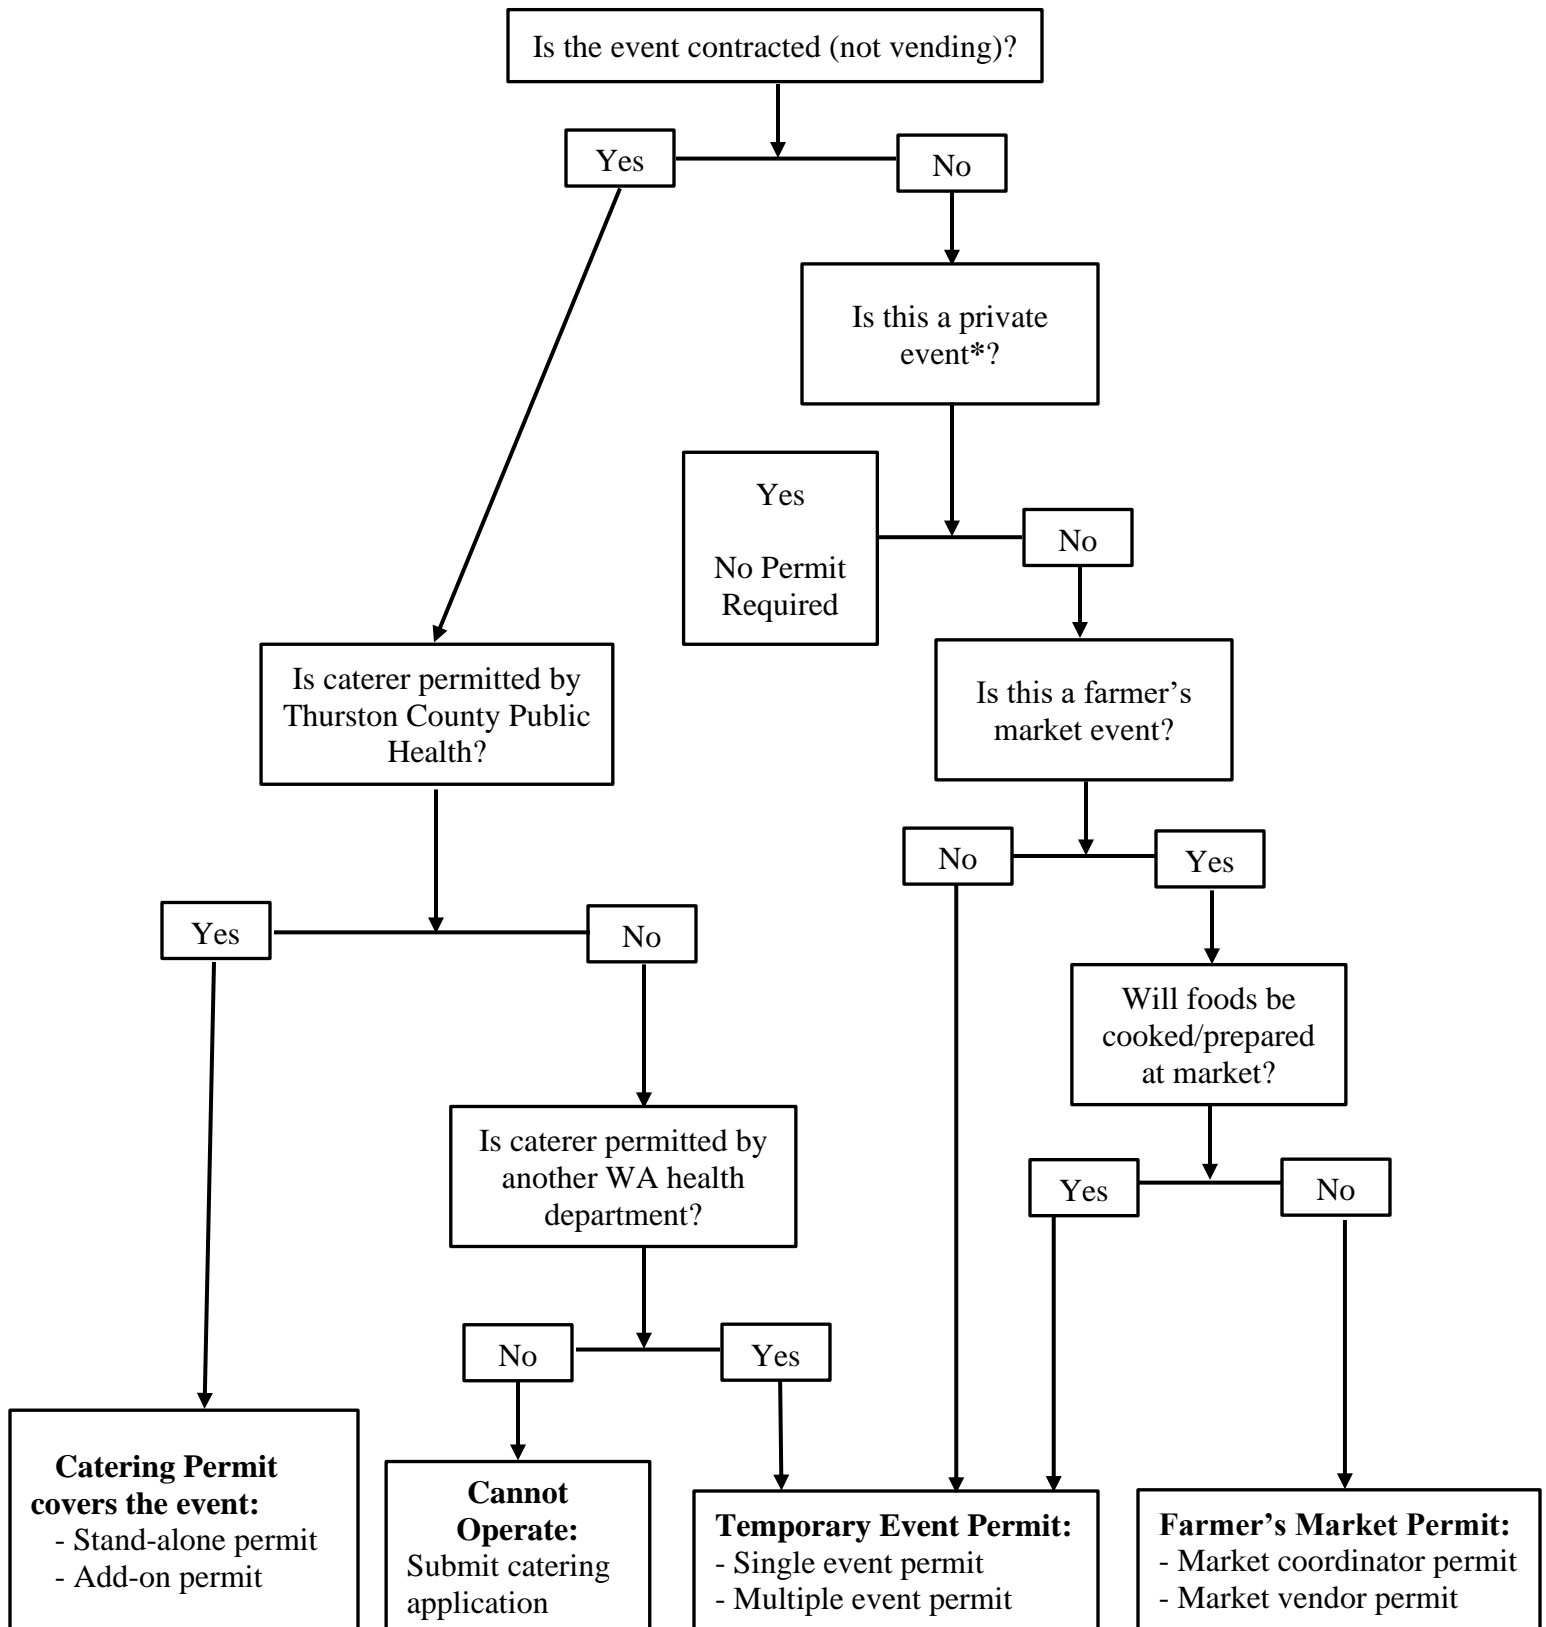 Is the event contracted (not vending)?
Yes
No
Is this a private
event*?
Yes
No Permit
Required
No
Is caterer permitted by
Thurston County Public
Health?
Is this a farmer’s
market event?
No
Yes
Yes
No
Will foods be
cooked/prepared
at market?
Is caterer permitted by
another WA health
department?
Yes
No
No
Yes
Catering Permit
covers the event:
- Stand-alone permit
- Add-on permit
Cannot
Operate:
Submit catering
application
Temporary Event Permit:
- Single event permit
- Multiple event permit
Farmer’s Market Permit:
- Market coordinator permit
- Market vendor permit